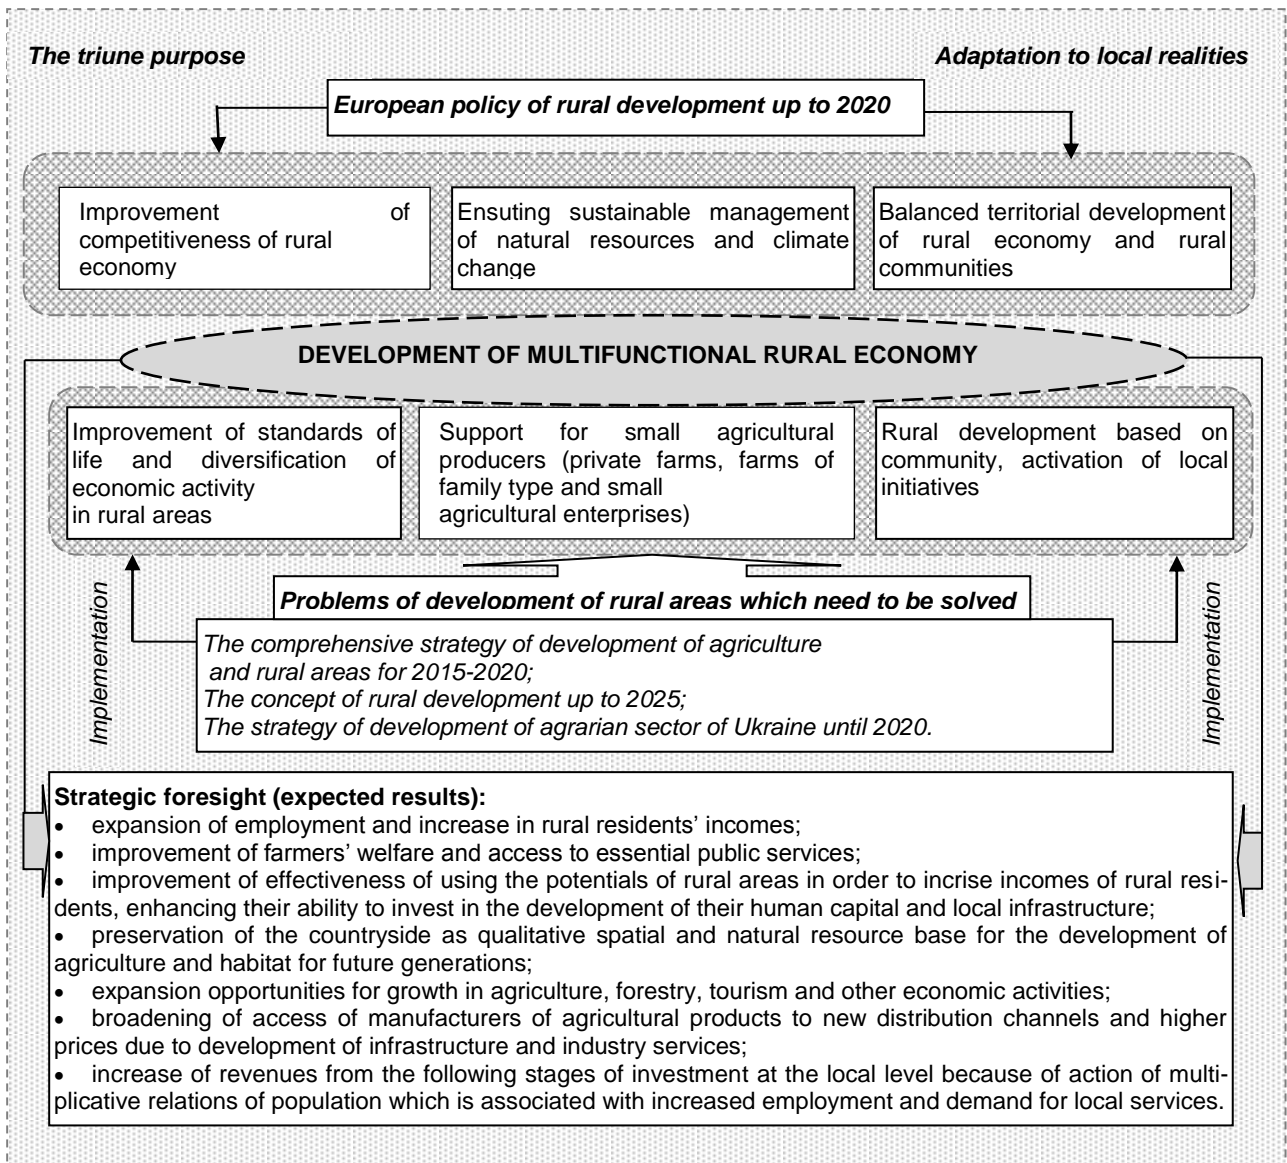 The triune purpose
Adaptation to local realities
European policy of rural development up to 2020
Improvement of
competitiveness of rural
economy
Ensuting sustainable management
of natural resources and climate
change
Balanced territorial development
of rural economy and rural
communities
DEVELOPMENT OF MULTIFUNCTIONAL RURAL ECONOMY
Improvement of standards of
life and diversification of
economic activity
in rural areas
Support for small agricultural
producers (private farms, farms of
family type and small
agricultural enterprises)
Rural development based on
community, activation of local
initiatives
Implementation
Problems of development of rural areas which need to be solved
The comprehensive strategy of development of agriculture
and rural areas for 2015-2020;
The concept of rural development up to 2025;
The strategy of development of agrarian sector of Ukraine until 2020.
Implementation
Strategic foresight (expected results):
• expansion of employment and increase in rural residents’ incomes;
• improvement of farmers’ welfare and access to essential public services;
• improvement of effectiveness of using the potentials of rural areas in order to incrise incomes of rural resi-
dents, enhancing their ability to invest in the development of their human capital and local infrastructure;
• preservation of the countryside as qualitative spatial and natural resource base for the development of
agriculture and habitat for future generations;
• expansion opportunities for growth in agriculture, forestry, tourism and other economic activities;
• broadening of access of manufacturers of agricultural products to new distribution channels and higher
prices due to development of infrastructure and industry services;
• increase of revenues from the following stages of investment at the local level because of action of multi-
plicative relations of population which is associated with increased employment and demand for local services.